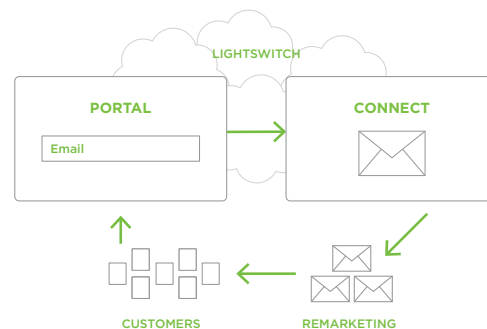 LIGHTSWITCH
PORTAL
CONNECT
Email
CUSTOMERS
REMARKETING